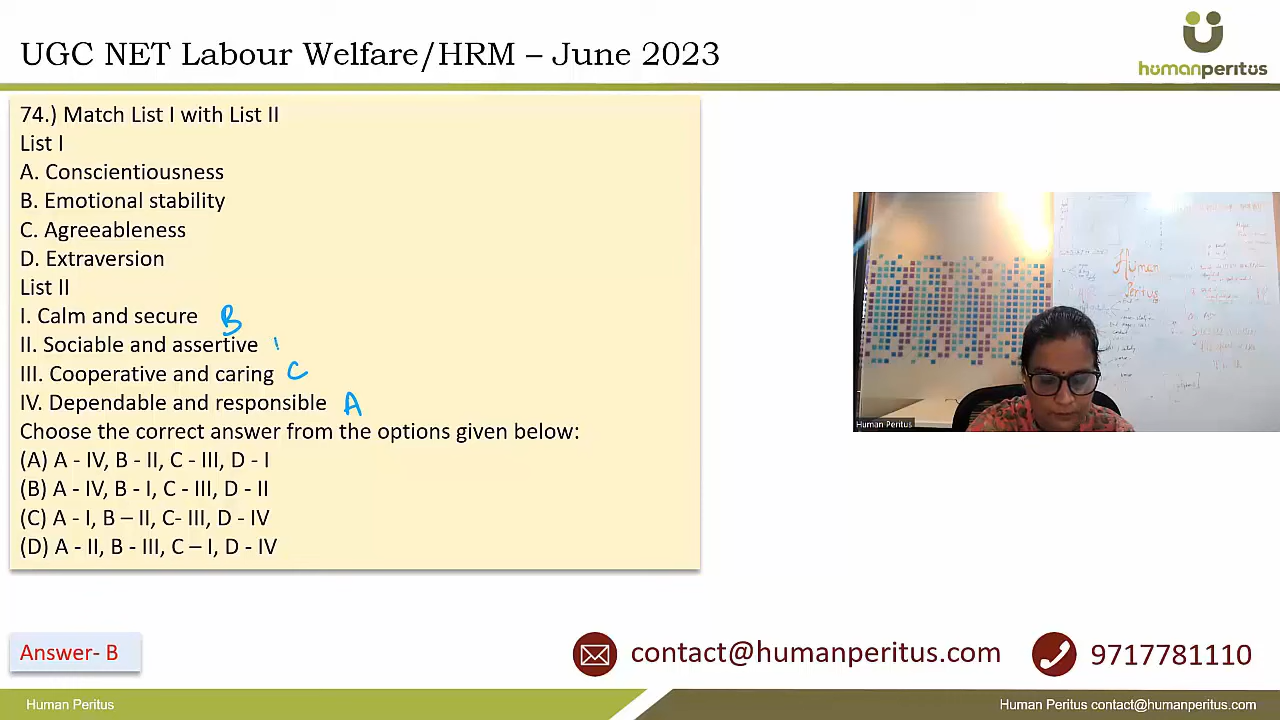 UGC NET Labour Welfare/HRM – June 2023
humanperitus
74.) Match List I with List II
List I
A. Conscientiousness
B. Emotional stability
C. Agreeableness
D. Extraversion
List II
I. Calm and secure B
II. Sociable and assertive
III. Cooperative and caring C
IV. Dependable and responsible A
Choose the correct answer from the options given below:
(A) A - IV, B - II, C - III, D - I
(B) A - IV, B - I, C - III, D - II
(C) A - I, B – II, C- III, D - IV
(D) A - II, B - III, C – I, D - IV
Human
Peritus
Human Peritus
Answer- B
contact@humanperitus.com
9717781110
Human Peritus
Human Peritus contact@humanperitus.com